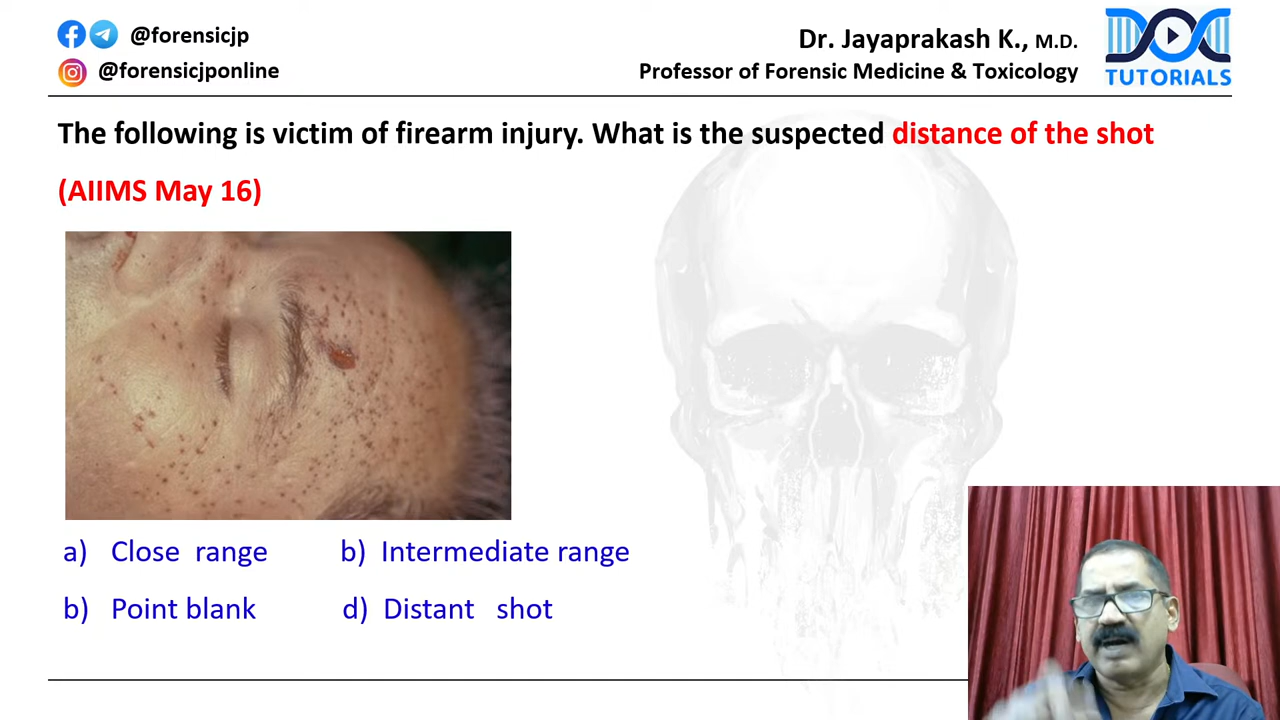 @forensicjp
@forensicjponline
Dr. Jayaprakash K., M.D.
Professor of Forensic Medicine & Toxicology
TUTORIALS
The following is victim of firearm injury. What is the suspected distance of the shot
(AIIMS May 16)
a) Close range b) Intermediate range
b) Point blank d) Distant shot